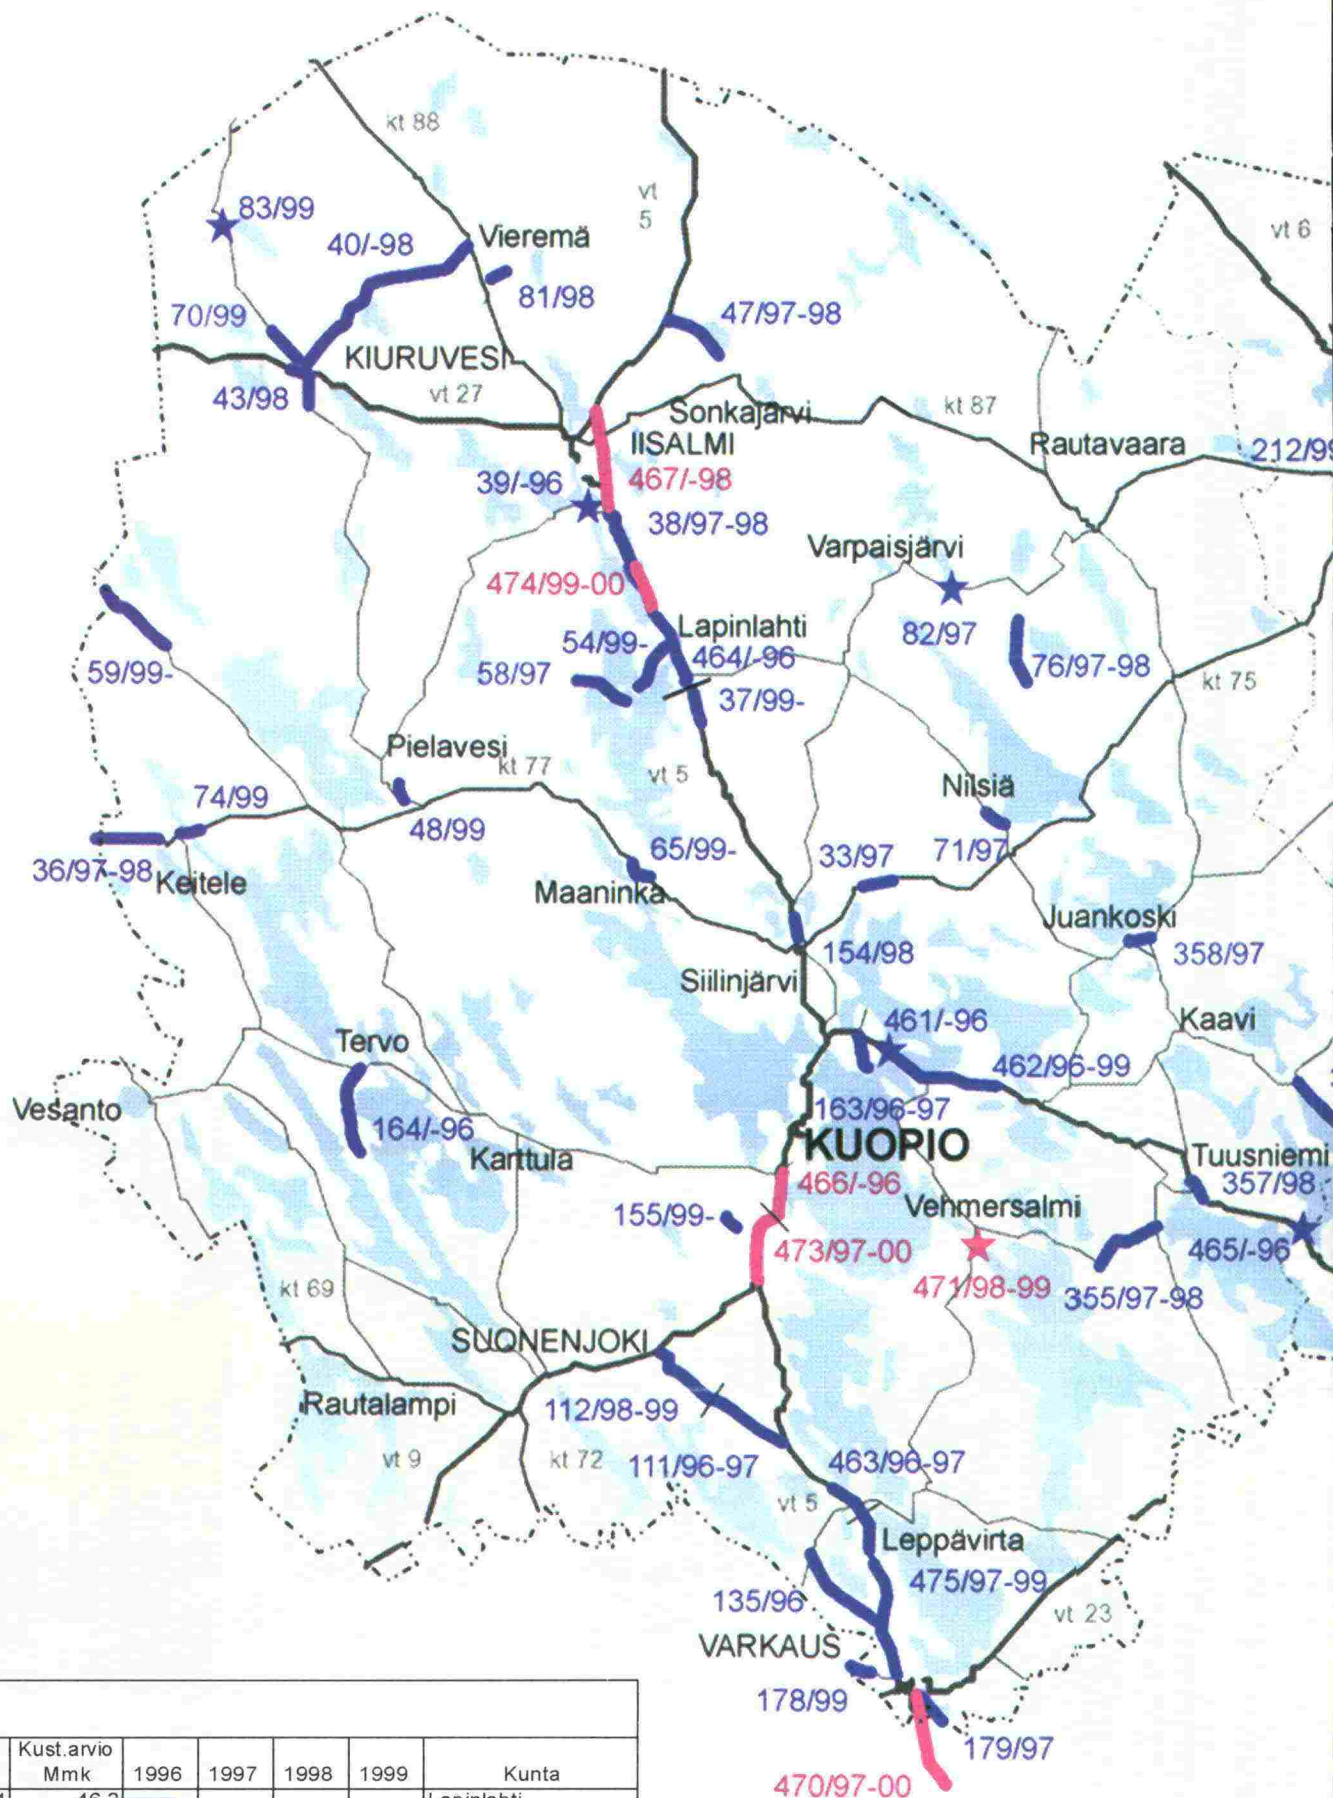 kt 88
vt
5
vt 6
83/99
40/-98
Vieremä
81/98
47/97-98
70/99
KIURUVESI
vt 27
43/98
Sonkajärvi
kt 87
IISALMI
Rautavaara
212/99
39/-96
467/-98
38/97-98
Varpaisjärvi
474/99-00
82/97
Lapinlahti
54/99-
464/-96
58/97
76/97-98
59/99-
37/99-
kt 75
Pielavesi
kt 77
vt 5
Nilsiä
74/99
48/99
65/99-
33/97
71/97
36/97-98
Keitele
Maaninka
Juankoski
154/98
358/97
Siilinjärvi
461/-96
Kaavi
Tervo
462/96-99
Vesanto
163/96-97
164/-96
KUOPIO
Karttula
Tuusniemi
466/-96
357/98
155/99-
Vehmersalmi
473/97-00
465/-96
kt 69
471/98-99
355/97-98
SUONENJOKI
Rautalampi
112/98-99
vt 9
kt 72
111/96-97
463/96-97
vt 5
Leppävirta
475/97-99
135/96
vt 23
VARKAUS
178/99
179/97
470/97-00
Kust.arvio
Mmk 1996 1997 1998 1999 Kunta